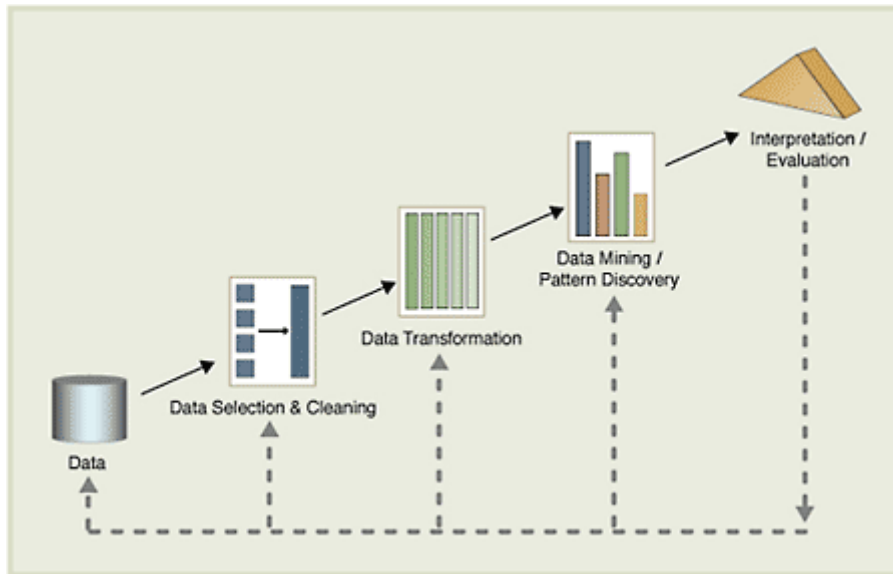 Interpretation /
Evaluation
Data Mining /
Pattern Discovery
Data Transformation
Data Selection & Cleaning
Data